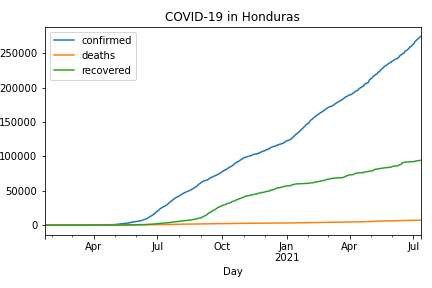 COVID-19 in Honduras
confirmed
deaths
recovered
250000
200000
150000
100000
50000
0
Apr Jul Oct Jan Apr Jul
2021
Day